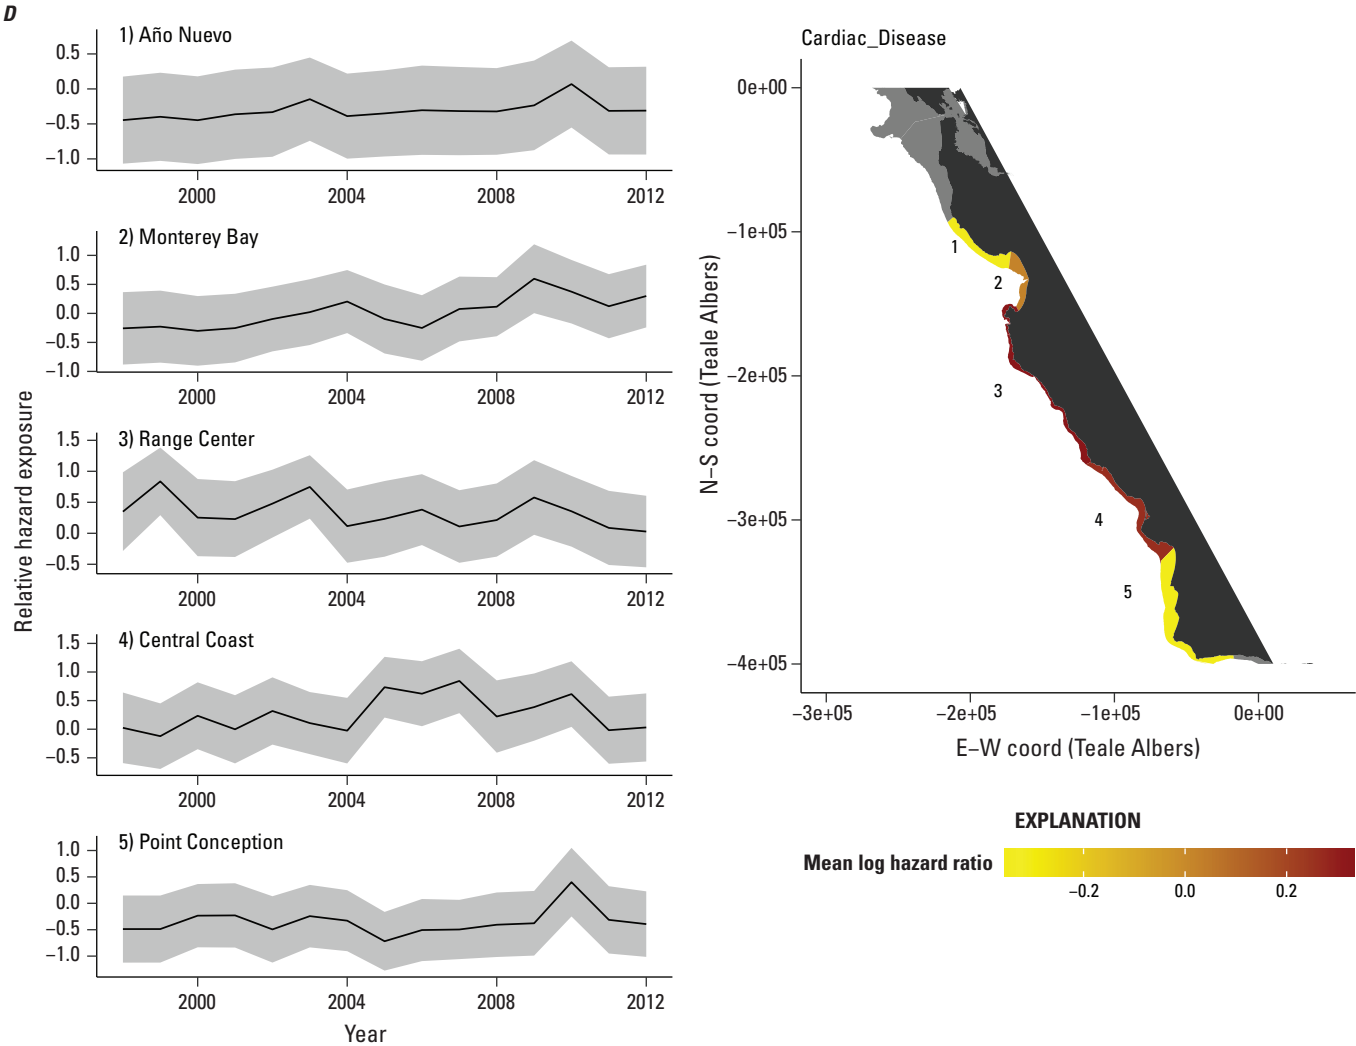 D
1) Año Nuevo
0.5
0.0
−0.5
−1.0
2000 2004 2008 2012
2) Monterey Bay
1.0
0.5
0.0
−0.5
−1.0
2000 2004 2008 2012
3) Range Center
1.5
1.0
0.5
0.0
−0.5
2000 2004 2008 2012
4) Central Coast
1.5
1.0
0.5
0.0
−0.5
2000 2004 2008 2012
5) Point Conception
1.0
0.5
0.0
−0.5
−1.0
2000 2004 2008 2012
Year
Relative hazard exposure
Cardiac_Disease
0e+00
−1e+05
−2e+05
−3e+05
−4e+05
N–S coord (Teale Albers)
1
2
3
4
5
−3e+05 −2e+05 −1e+05 0e+00
E–W coord (Teale Albers)
EXPLANATION
Mean log hazard ratio
−0.2 0.0 0.2